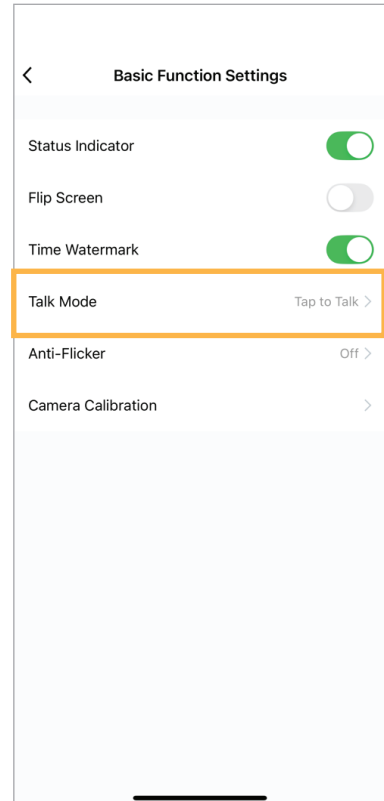 Basic Function Settings
Status Indicator
Flip Screen
Time Watermark
Talk Mode Tap to Talk
Anti-Flicker Off
Camera Calibration